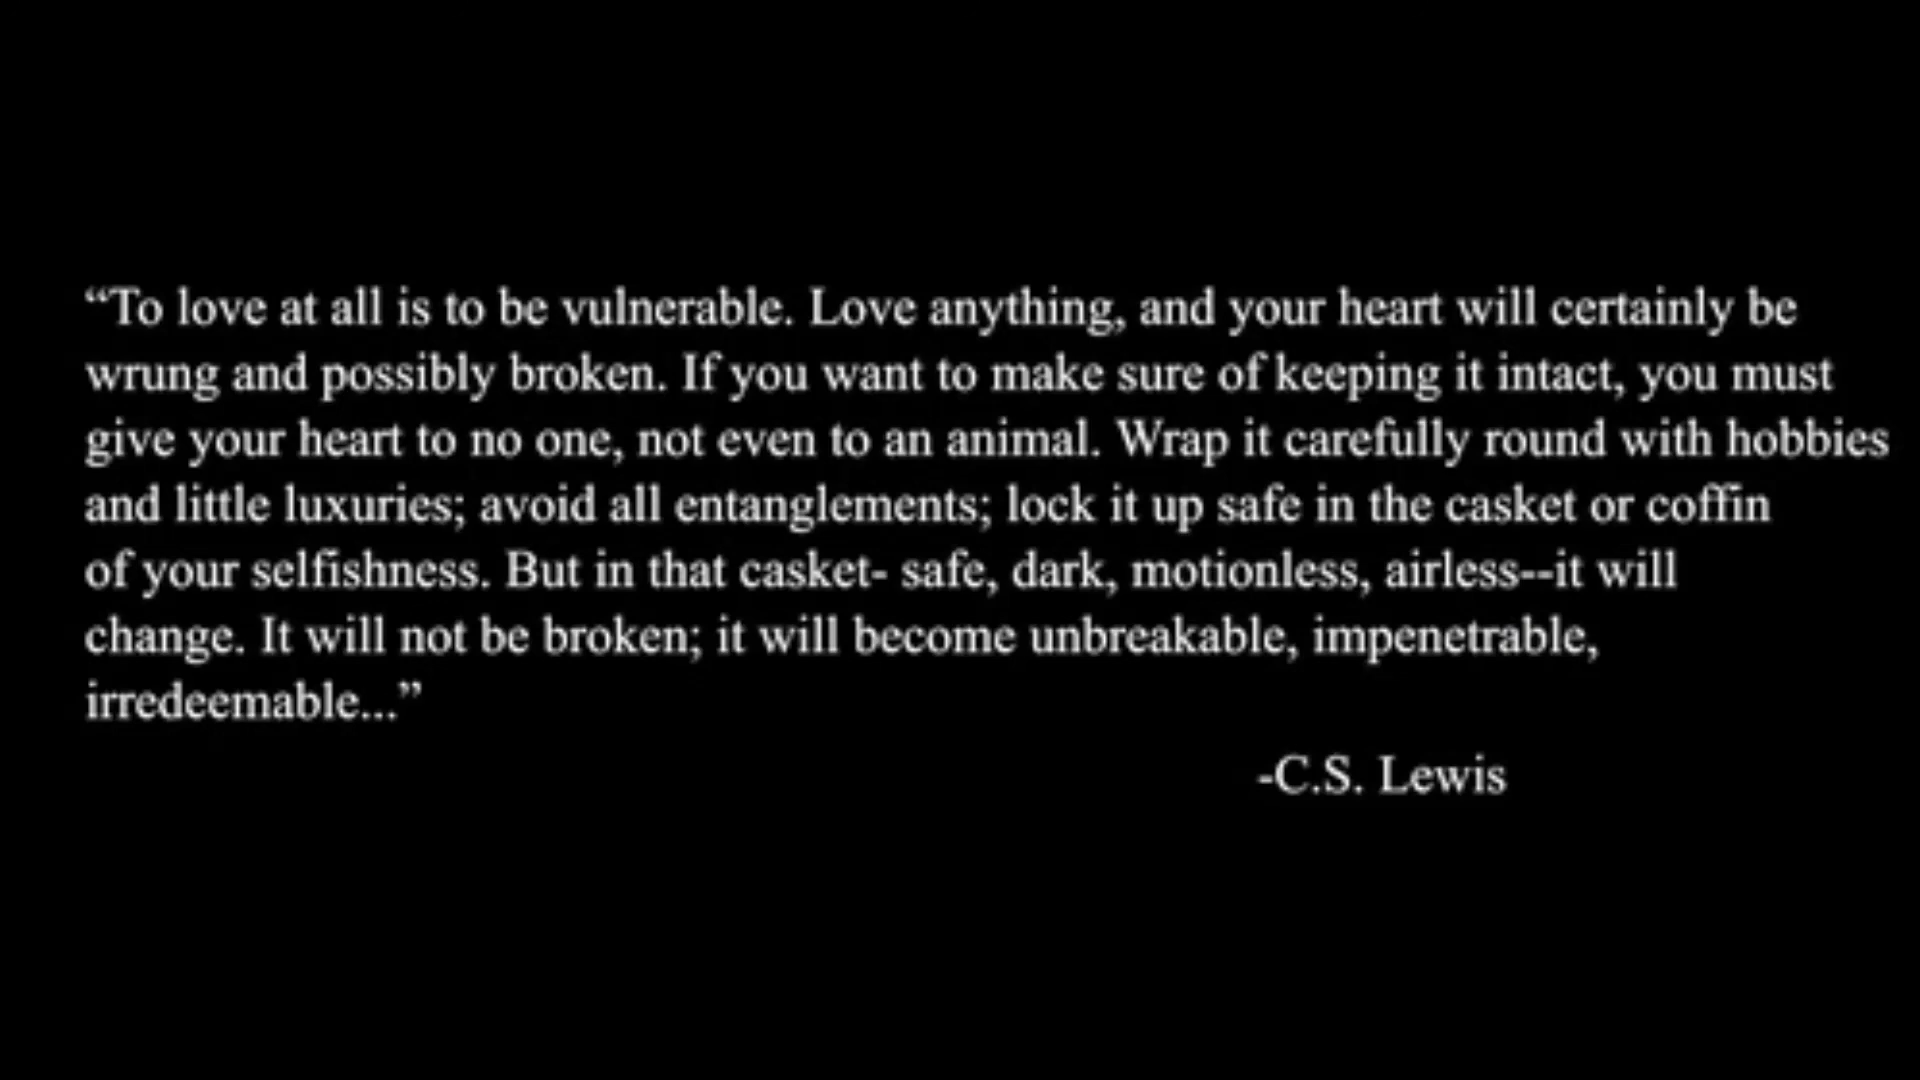 “To love at all is to be vulnerable. Love anything, and your heart will certainly be
wrung and possibly broken. If you want to make sure of keeping it intact, you must
give your heart to no one, not even to an animal. Wrap it carefully round with hobbies
and little luxuries; avoid all entanglements; lock it up safe in the casket or coffin
of your selfishness. But in that casket- safe, dark, motionless, airless--it will
change. It will not be broken; it will become unbreakable, impenetrable,
irredeemable...”
-C.S. Lewis